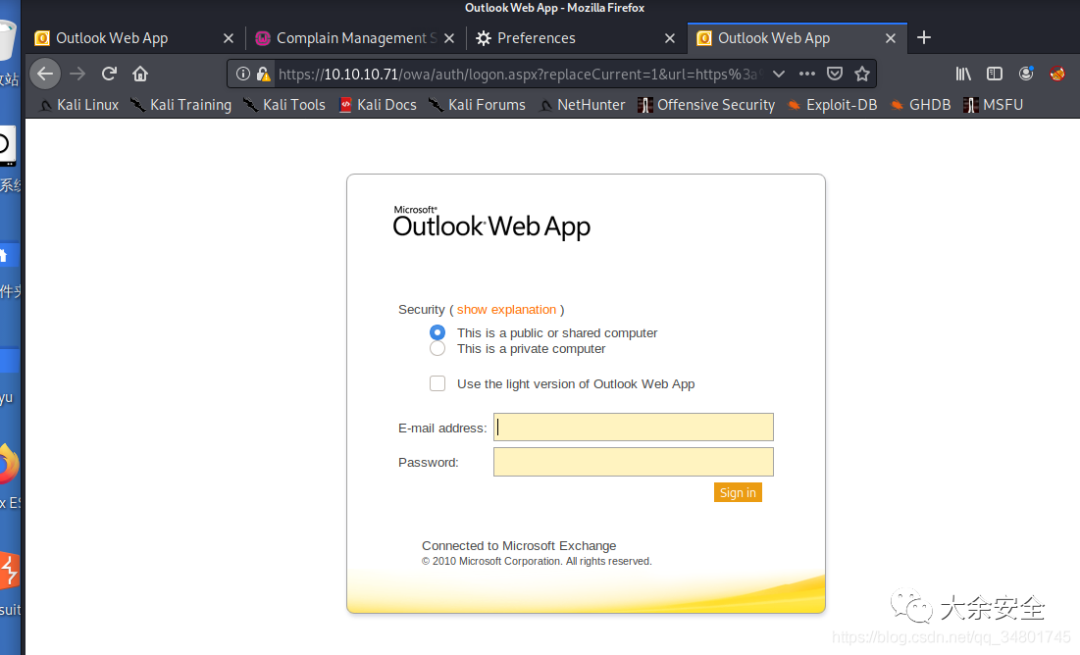 Outlook Web App - Mozilla Firefox
Outlook Web App
Complain Management S
Preferences
Outlook Web App
https://10.10.10.71/owa/auth/logon.aspx?replaceCurrent=1&url=https%3a
Kali Linux Kali Training Kali Tools Kali Docs Kali Forums NetHunter Offensive Security Exploit-DB GHDB MSFU
系统
件夹
yu
x ES
suit
Microsoft®
Outlook Web App
Security ( show explanation )
This is a public or shared computer
This is a private computer
Use the light version of Outlook Web App
E-mail address:
Password:
Sign in
Connected to Microsoft Exchange
© 2010 Microsoft Corporation. All rights reserved.
大余安全
https://blog.csdn.net/qq_34801745